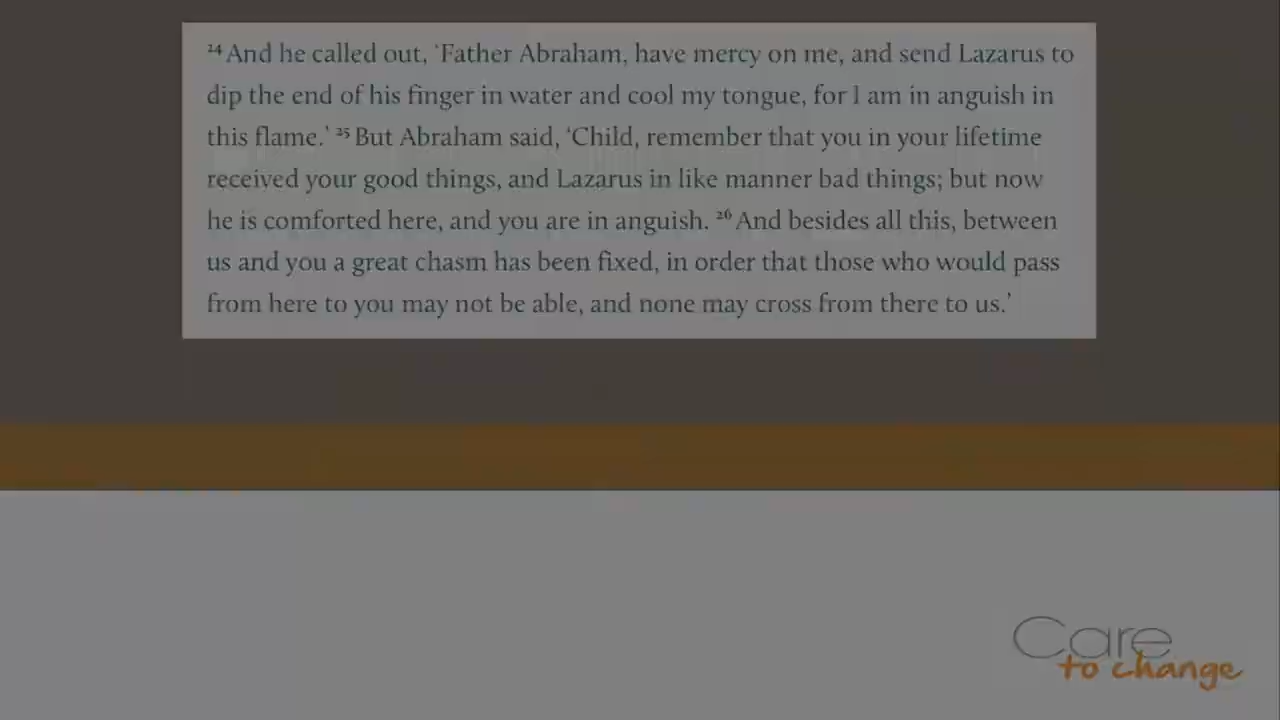 ²⁴ And he called out, ‘Father Abraham, have mercy on me, and send Lazarus to
dip the end of his finger in water and cool my tongue, for I am in anguish in
this flame.’ ²⁵ But Abraham said, ‘Child, remember that you in your lifetime
received your good things, and Lazarus in like manner bad things; but now
he is comforted here, and you are in anguish. ²⁶ And besides all this, between
us and you a great chasm has been fixed, in order that those who would pass
from here to you may not be able, and none may cross from there to us.’
Care
to change